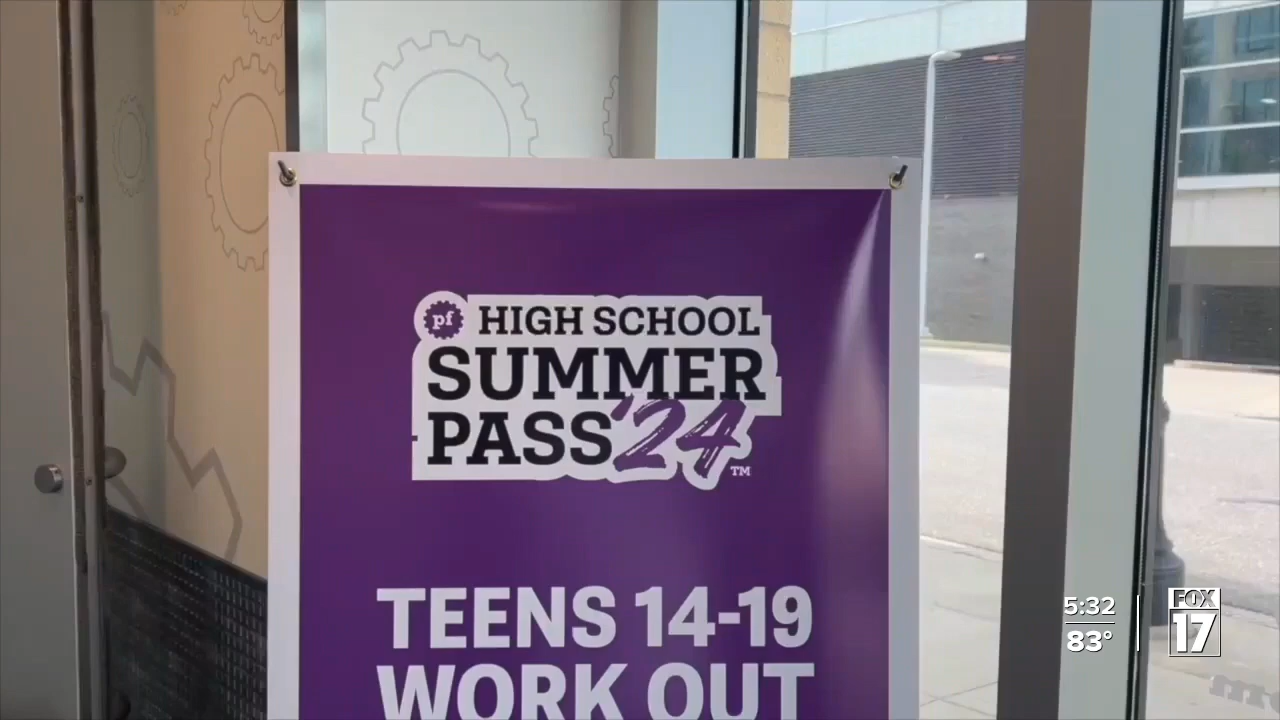 pf HIGH SCHOOL
SUMMER
PASS '24
TM
TEENS 14-19
WORK OUT
5:32
83°
FOX
17